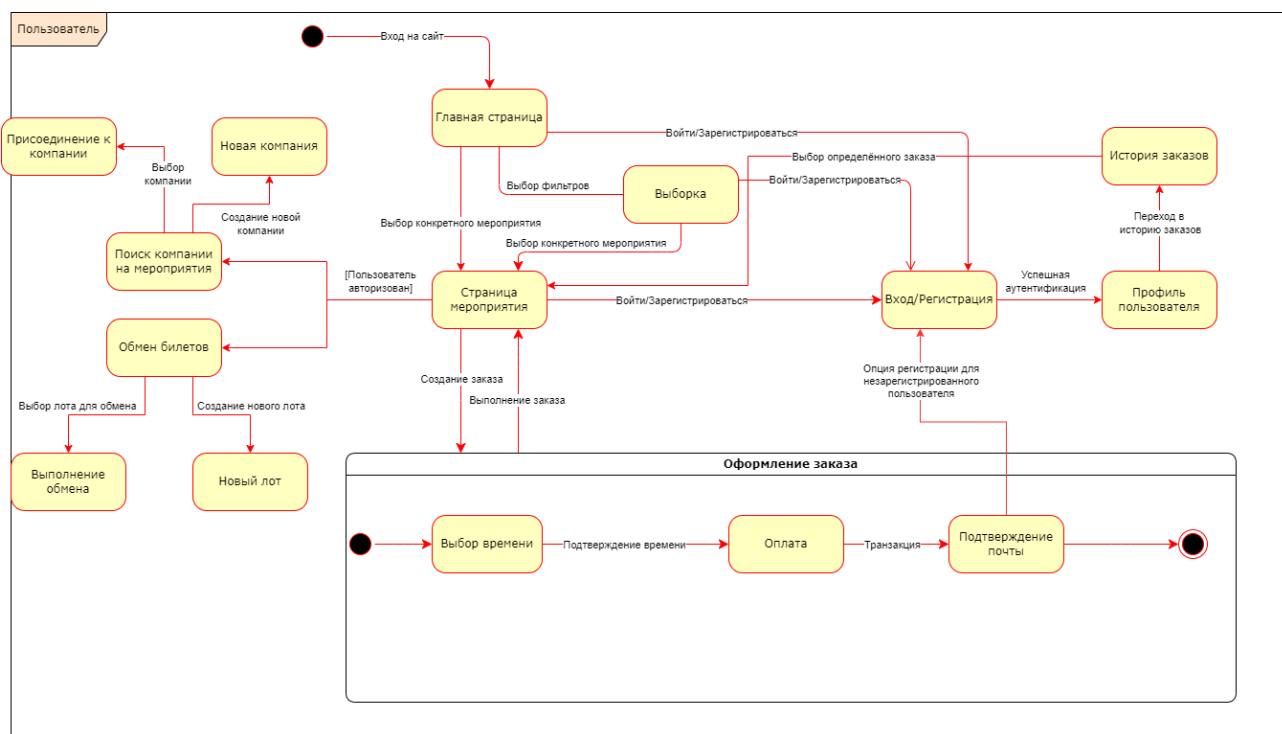 Пользователь
Вход на сайт
Главная страница
Присоединение к
компании
Новая компания
Войти/Зарегистрироваться
История заказов
Выбор определённого заказа
Выбор
компании
Войти/Зарегистрироваться
Выбор фильтров
Выборка
Создание новой
компании
Выбор конкретного мероприятия
Переход в
историю заказов
Выбор конкретного мероприятия
Поиск компании
на мероприятия
[Пользователь
авторизован]
Страница
мероприятия
Войти/Зарегистрироваться
Вход/Регистрация
Успешная
аутентификация
Профиль
пользователя
Обмен билетов
Создание заказа
Выполнение заказа
Опция регистрации для
незарегистрированного
пользователя
Выбор лота для обмена
Создание нового лота
Выполнение
обмена
Новый лот
Оформление заказа
Выбор времени
Подтверждение времени
Оплата
Транзакция
Подтверждение
почты